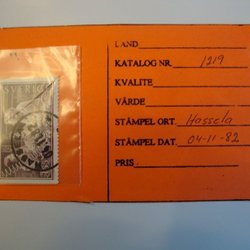 SVERIGE
LAND
KATALOG NR. 1219
KVALITE
VÄRDE
STÄMPEL ORT. Hassela
STÄMPEL DAT. 04-11-82
PRIS